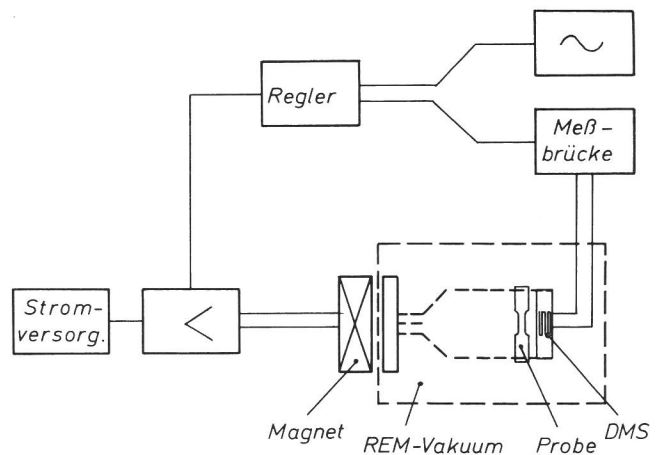 Regler
Meß-
brücke
Strom-
versorg.
Magnet
REM-Vakuum
Probe
DMS